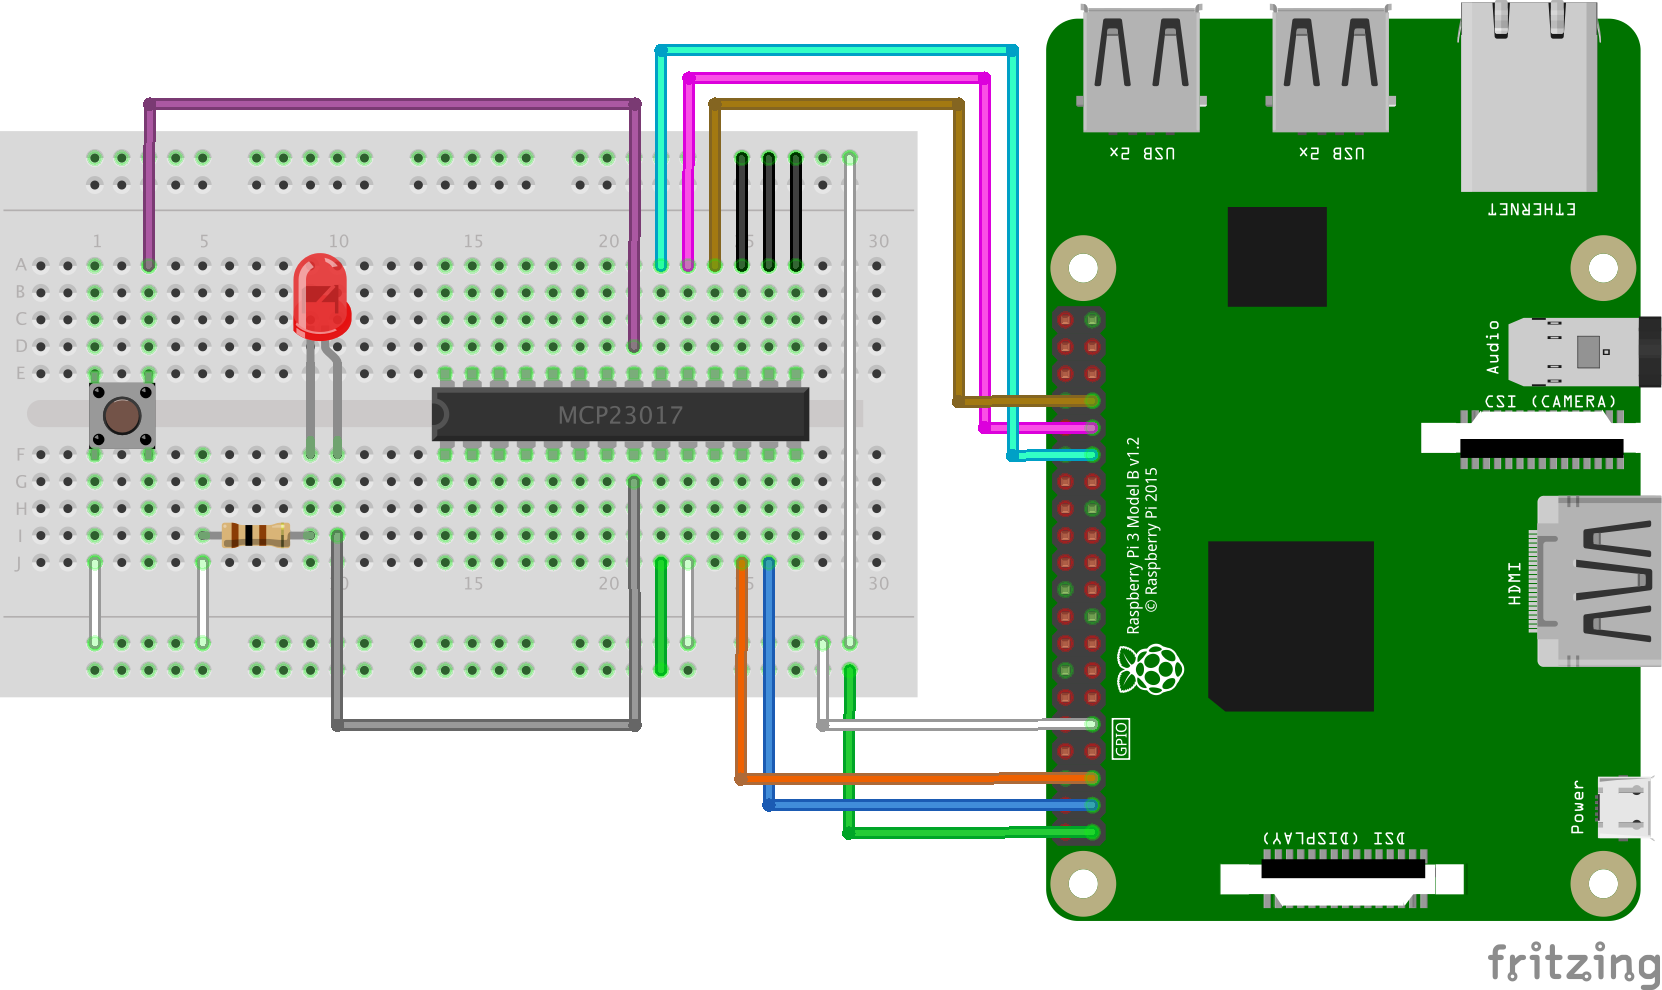 USB 2x
USB 2x
ETHERNET
1 5 10 15 20 25 30
A
B
C
D
E
MCP23017
F
G
H
I
J
10 15 20 25 30
Audio
CSI (CAMERA)
Raspberry Pi 3 Model B v1.2
© Raspberry Pi 2015
HDMI
GPIO
Power
DSI (DISPLAY)
fritzing